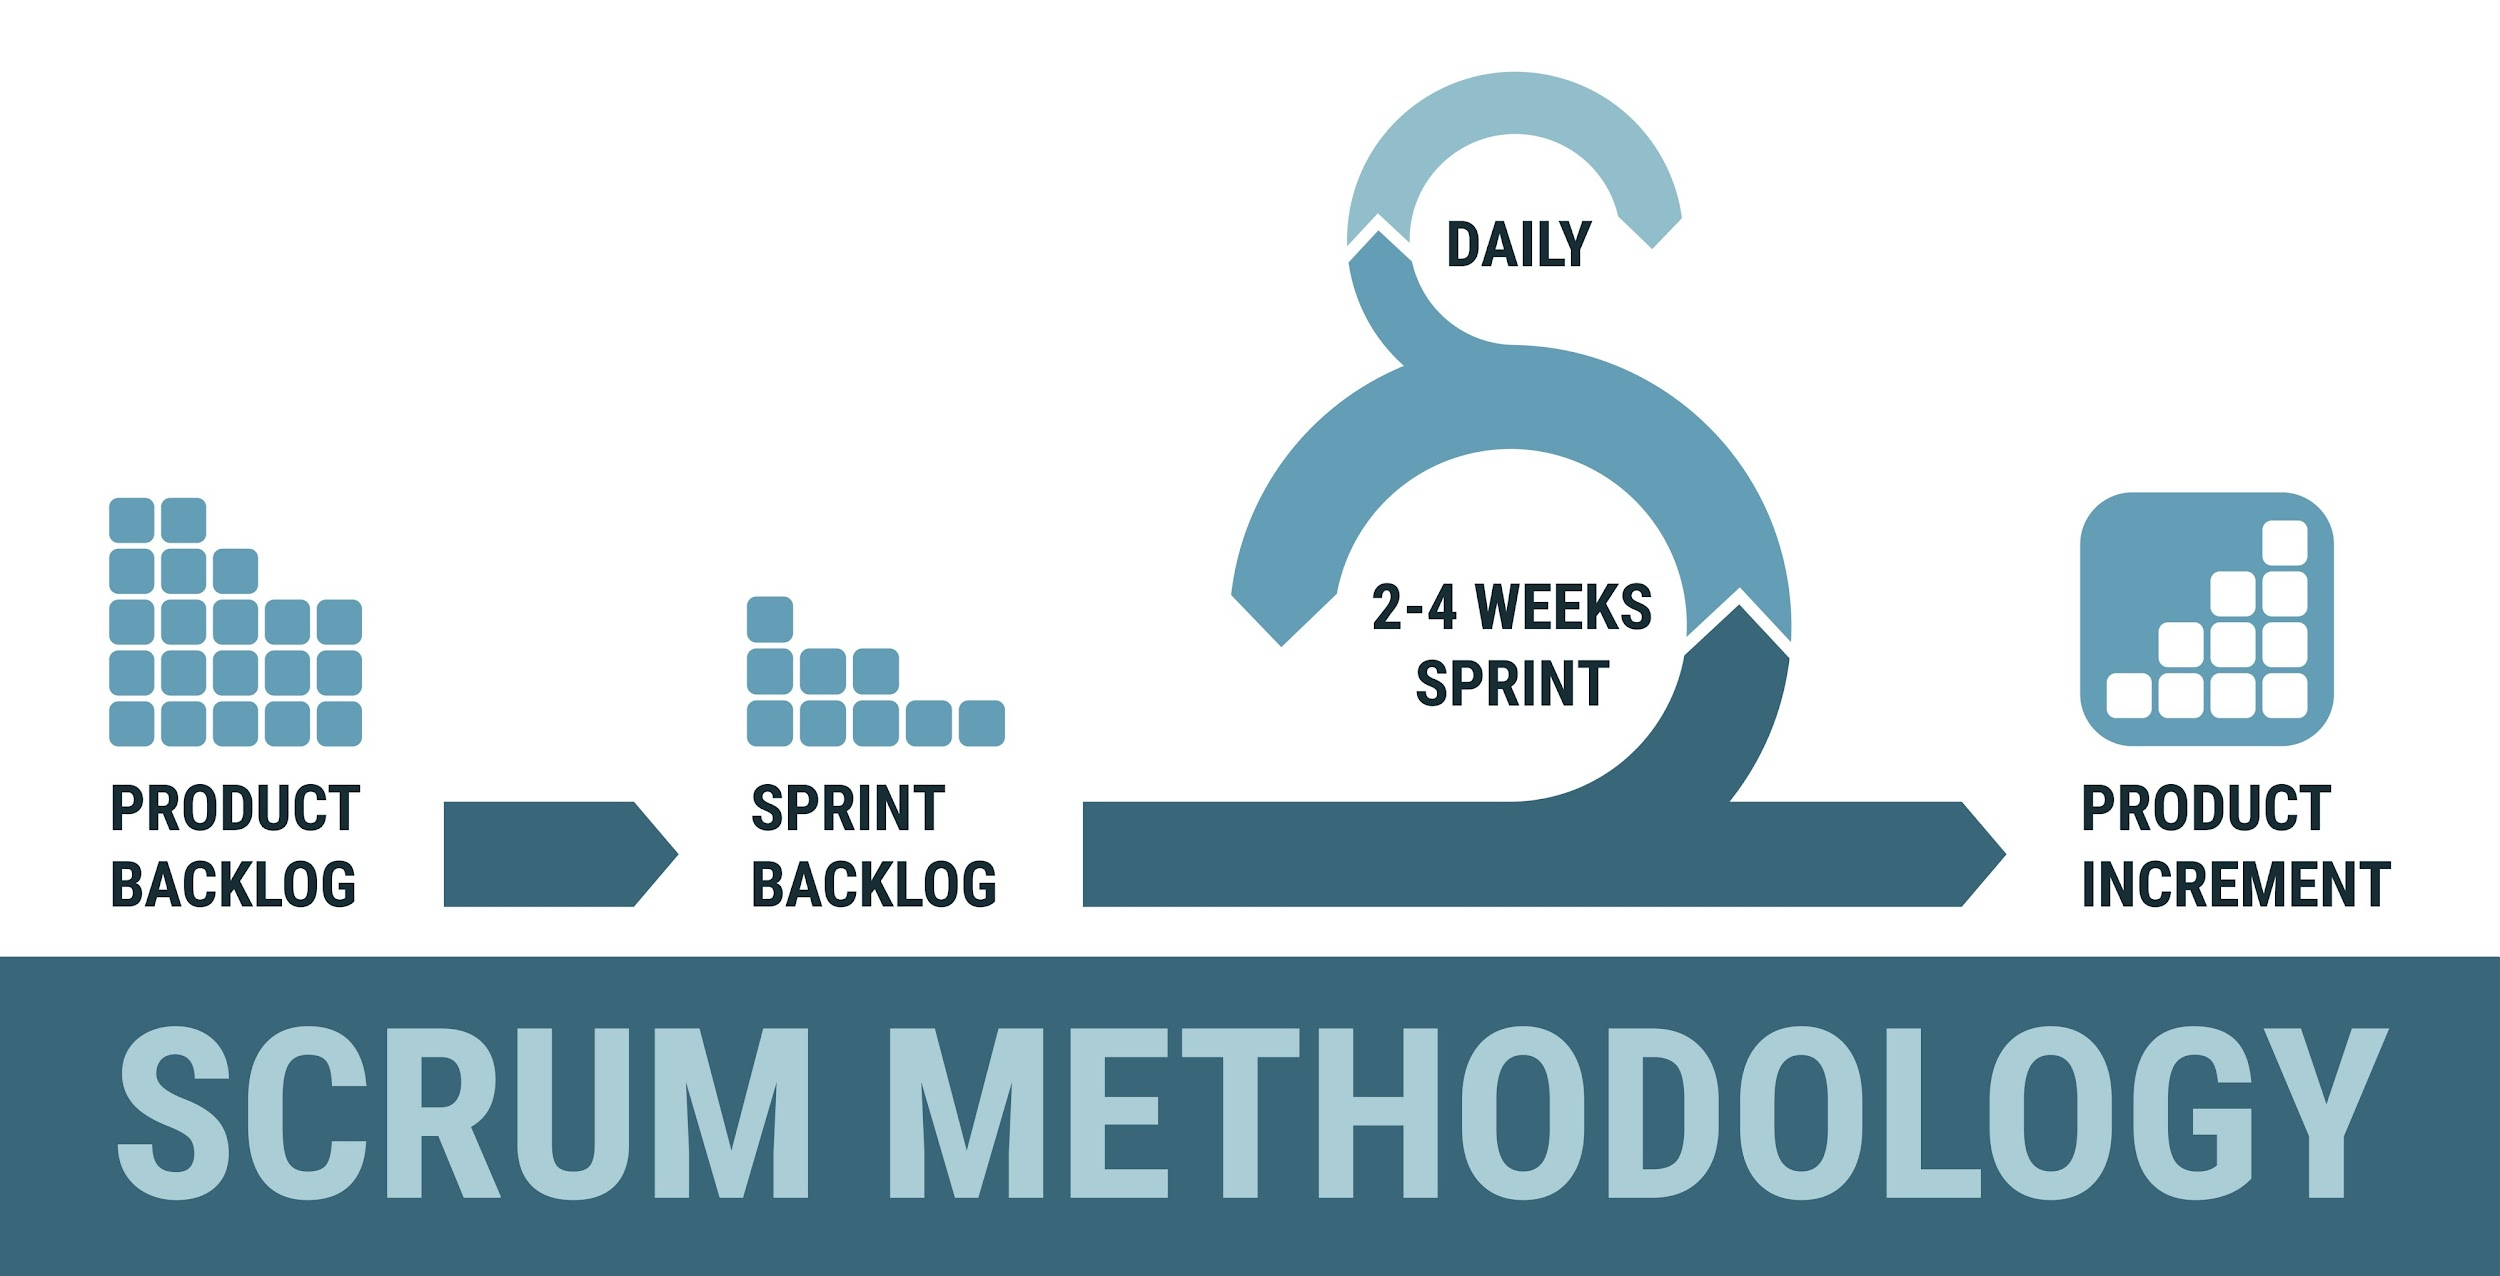 DAILY
2-4 WEEKS
SPRINT
PRODUCT
BACKLOG
SPRINT
BACKLOG
PRODUCT
INCREMENT
SCRUM METHODOLOGY